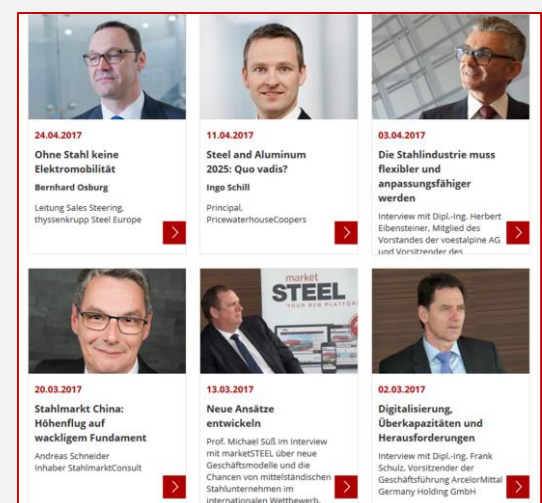 24.04.2017
Ohne Stahl keine
Elektromobilität
Bernhard Osburg
Leitung Sales Steering,
thyssenkrupp Steel Europe
11.04.2017
Steel and Aluminum
2025: Quo vadis?
Ingo Schill
Principal,
PricewaterhouseCoopers
03.04.2017
Die Stahlindustrie muss
flexibler und
anpassungsfähiger
werden
Interview mit Dipl.-Ing. Herbert
Eibensteiner, Mitglied des
Vorstandes der voestalpine AG
und Vorsitzender des
20.03.2017
Stahlmarkt China:
Höhenflug auf
wackligem Fundament
Andreas Schneider
Inhaber StahlmarktConsult
market
STEEL
YOUR B2B PLATFORM
13.03.2017
Neue Ansätze
entwickeln
Prof. Michael Süß im Interview
mit marketSTEEL über neue
Geschäftsmodelle und die
Chancen von mittelständischen
Stahlunternehmen im
internationalen Wettbewerb.
02.03.2017
Digitalisierung,
Überkapazitäten und
Herausforderungen
Interview mit Dipl.-Ing. Frank
Schulz, Vorsitzender der
Geschäftsführung ArcelorMittal
Germany Holding GmbH